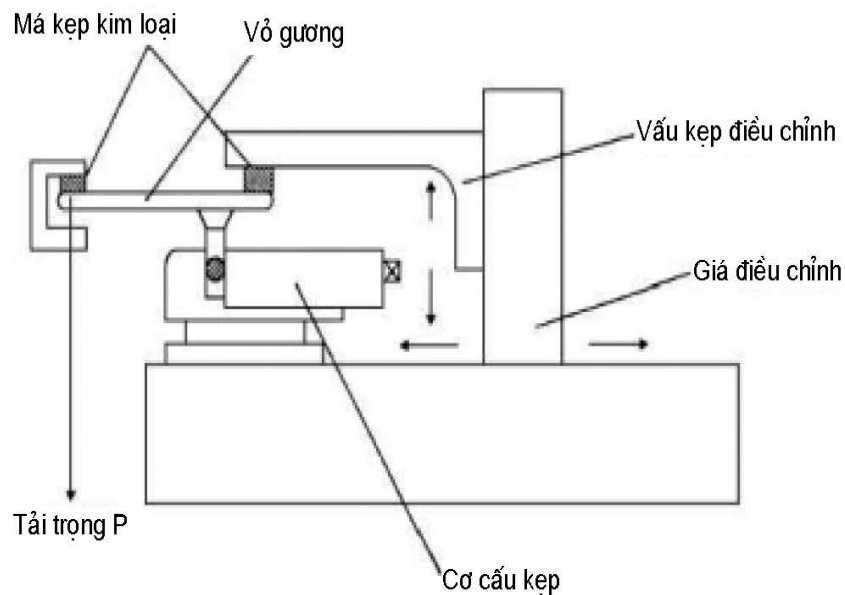 Má kẹp kim loại
Vỏ gương
Vấu kẹp điều chỉnh
Giá điều chỉnh
Tải trọng P
Cơ cấu kẹp